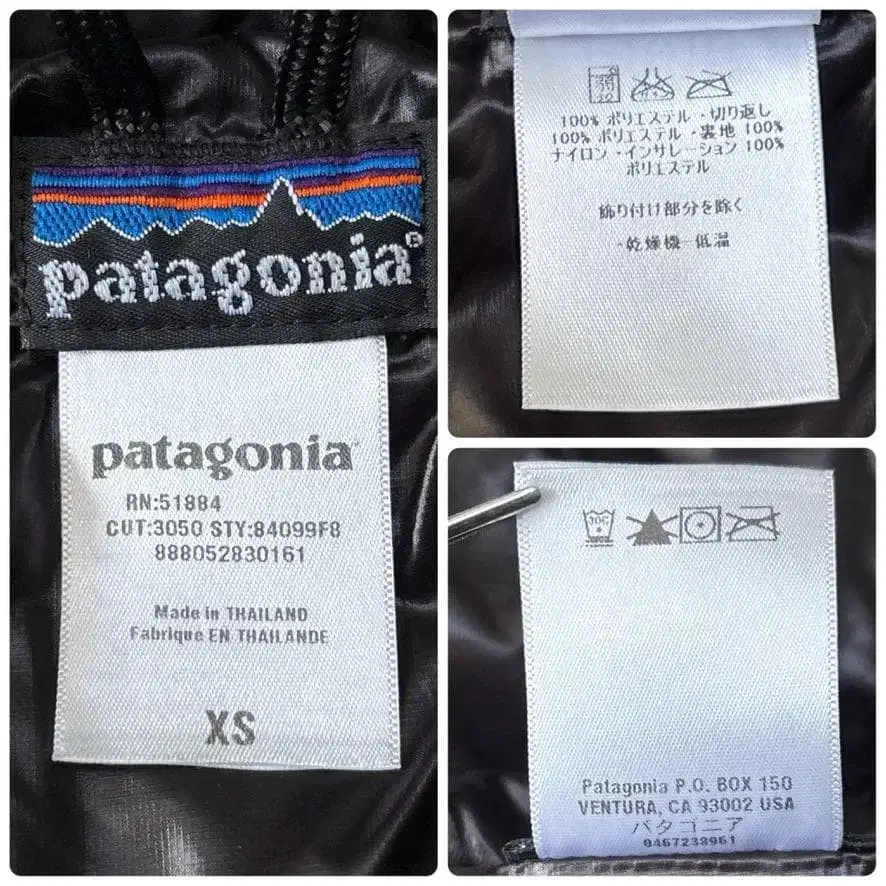 patagonia®
patagonia
RN:51884
CUT:3050 STY:84099F8
888052830161
Made in THAILAND
Fabriqué EN THAILANDE
XS
100% ポリエステル・切り返し
100% ポリエステル・裏地 100%
ナイロン・インサレーション 100%
ポリエステル
飾り付け部分を除く
・乾燥機-低温
30C
Patagonia P.O. BOX 150
VENTURA, CA 93002 USA
パタゴニア
0467238961